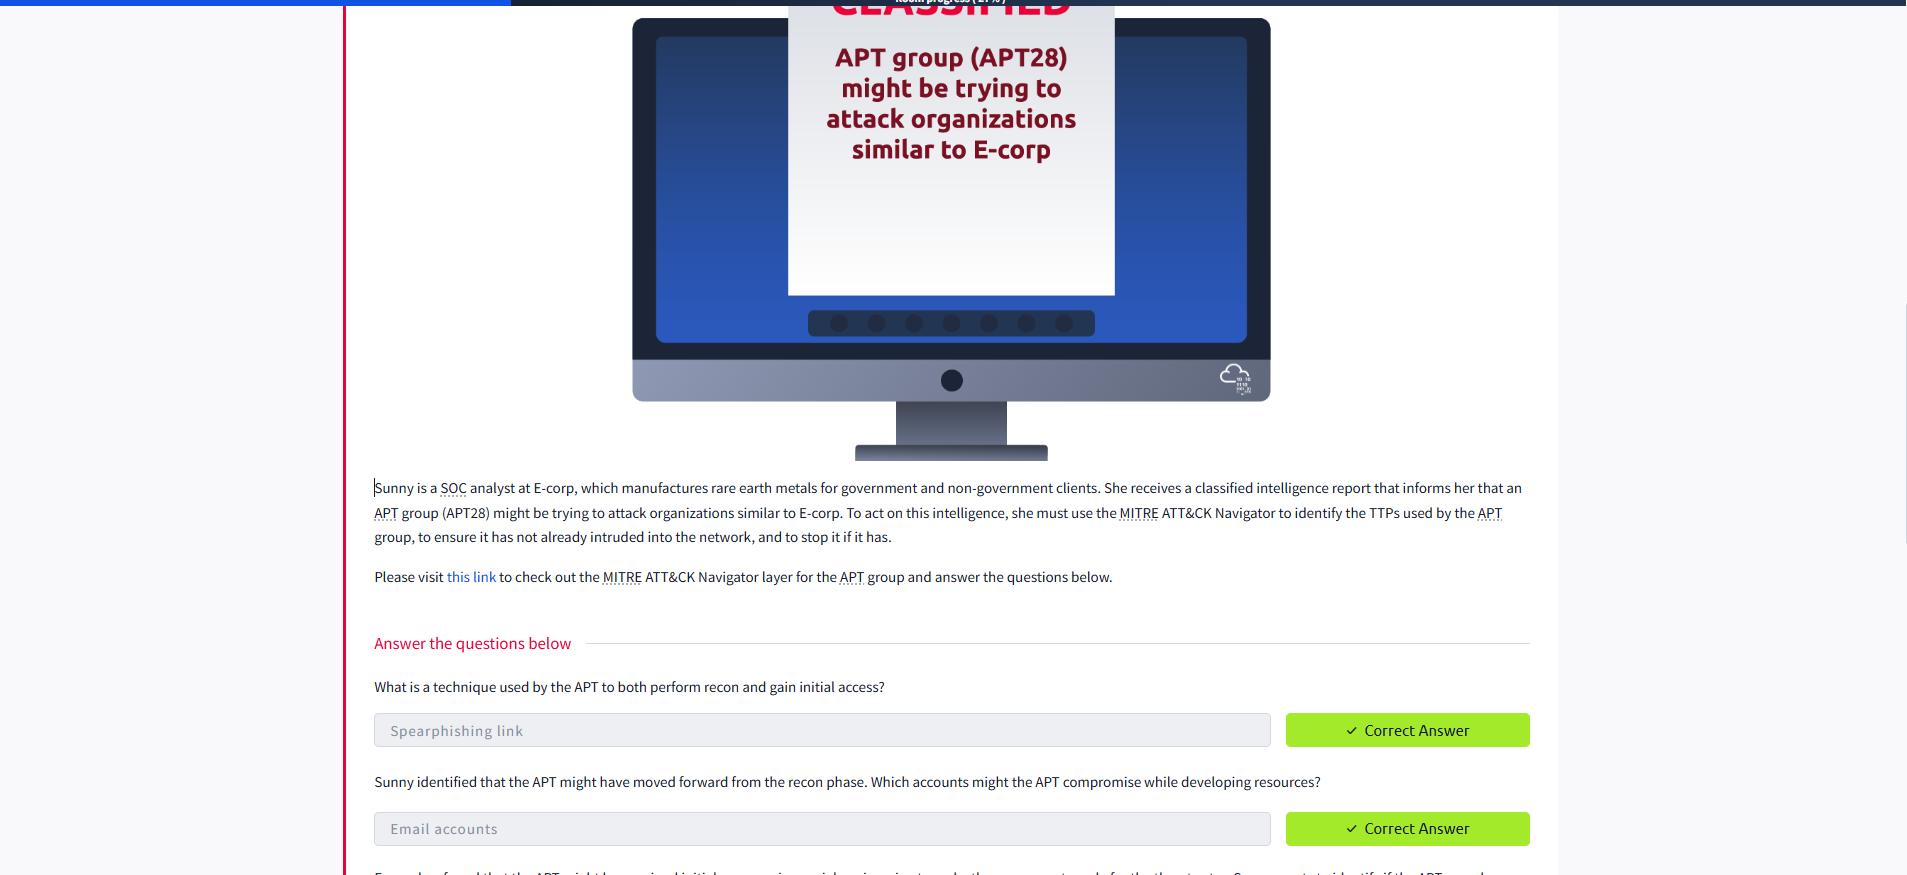 CLASSIFIED
APT group (APT28)
might be trying to
attack organizations
similar to E-corp
Sunny is a SOC analyst at E-corp, which manufactures rare earth metals for government and non-government clients. She receives a classified intelligence report that informs her that an
APT group (APT28) might be trying to attack organizations similar to E-corp. To act on this intelligence, she must use the MITRE ATT&CK Navigator to identify the TTPs used by the APT
group, to ensure it has not already intruded into the network, and to stop it if it has.
Please visit this link to check out the MITRE ATT&CK Navigator layer for the APT group and answer the questions below.
Answer the questions below
What is a technique used by the APT to both perform recon and gain initial access?
Spearphishing link
✓ Correct Answer
Sunny identified that the APT might have moved forward from the recon phase. Which accounts might the APT compromise while developing resources?
Email accounts
✓ Correct Answer